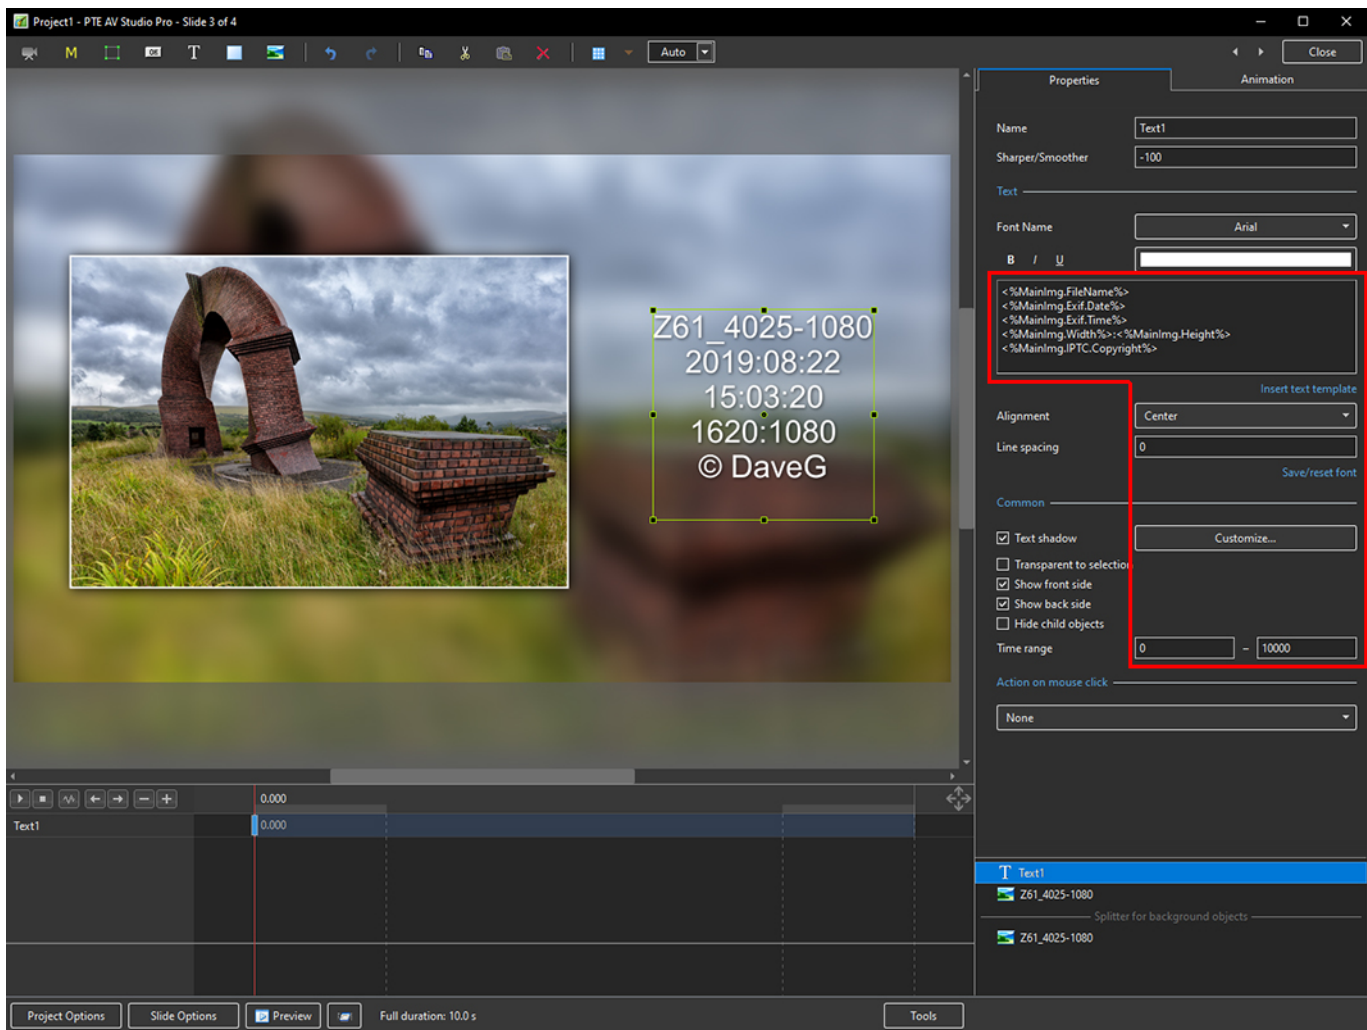 Project1 - PTE AV Studio Pro - Slide 3 of 4
M
OK
T
Auto
Close
Properties
Animation
Name
Text1
Sharper/Smoother
-100
Text
Font Name
Arial
B I U
<%MainImg.FileName%>
<%MainImg.Exif.Date%>
<%MainImg.Exif.Time%>
<%MainImg.Width%>:<%MainImg.Height%>
<%MainImg.IPTC.Copyright%>
Insert text template
Alignment
Center
Line spacing
0
Save/reset font
Common
Text shadow
Customize...
Transparent to selection
Show front side
Show back side
Hide child objects
Time range
0 – 10000
Action on mouse click
None
Z61_4025-1080
2019:08:22
15:03:20
1620:1080
© DaveG
0.000
Text1
0.000
T Text1
Z61_4025-1080
Splitter for background objects
Z61_4025-1080
Project Options
Slide Options
Preview
Full duration: 10.0 s
Tools